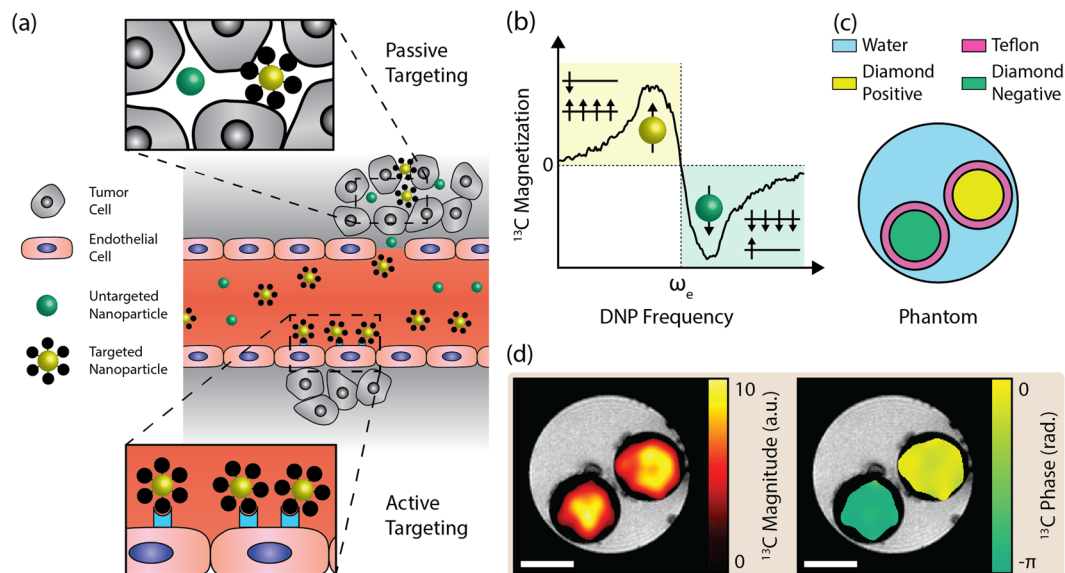 (a)
Passive
Targeting
Tumor
Cell
Endothelial
Cell
Untargeted
Nanoparticle
Targeted
Nanoparticle
Active
Targeting
(b)
¹³C Magnetization
0
ωₑ
DNP Frequency
(c)
Water
Teflon
Diamond
Positive
Diamond
Negative
Phantom
(d)
10
¹³C Magnitude (a.u.)
0
0
¹³C Phase (rad.)
-π